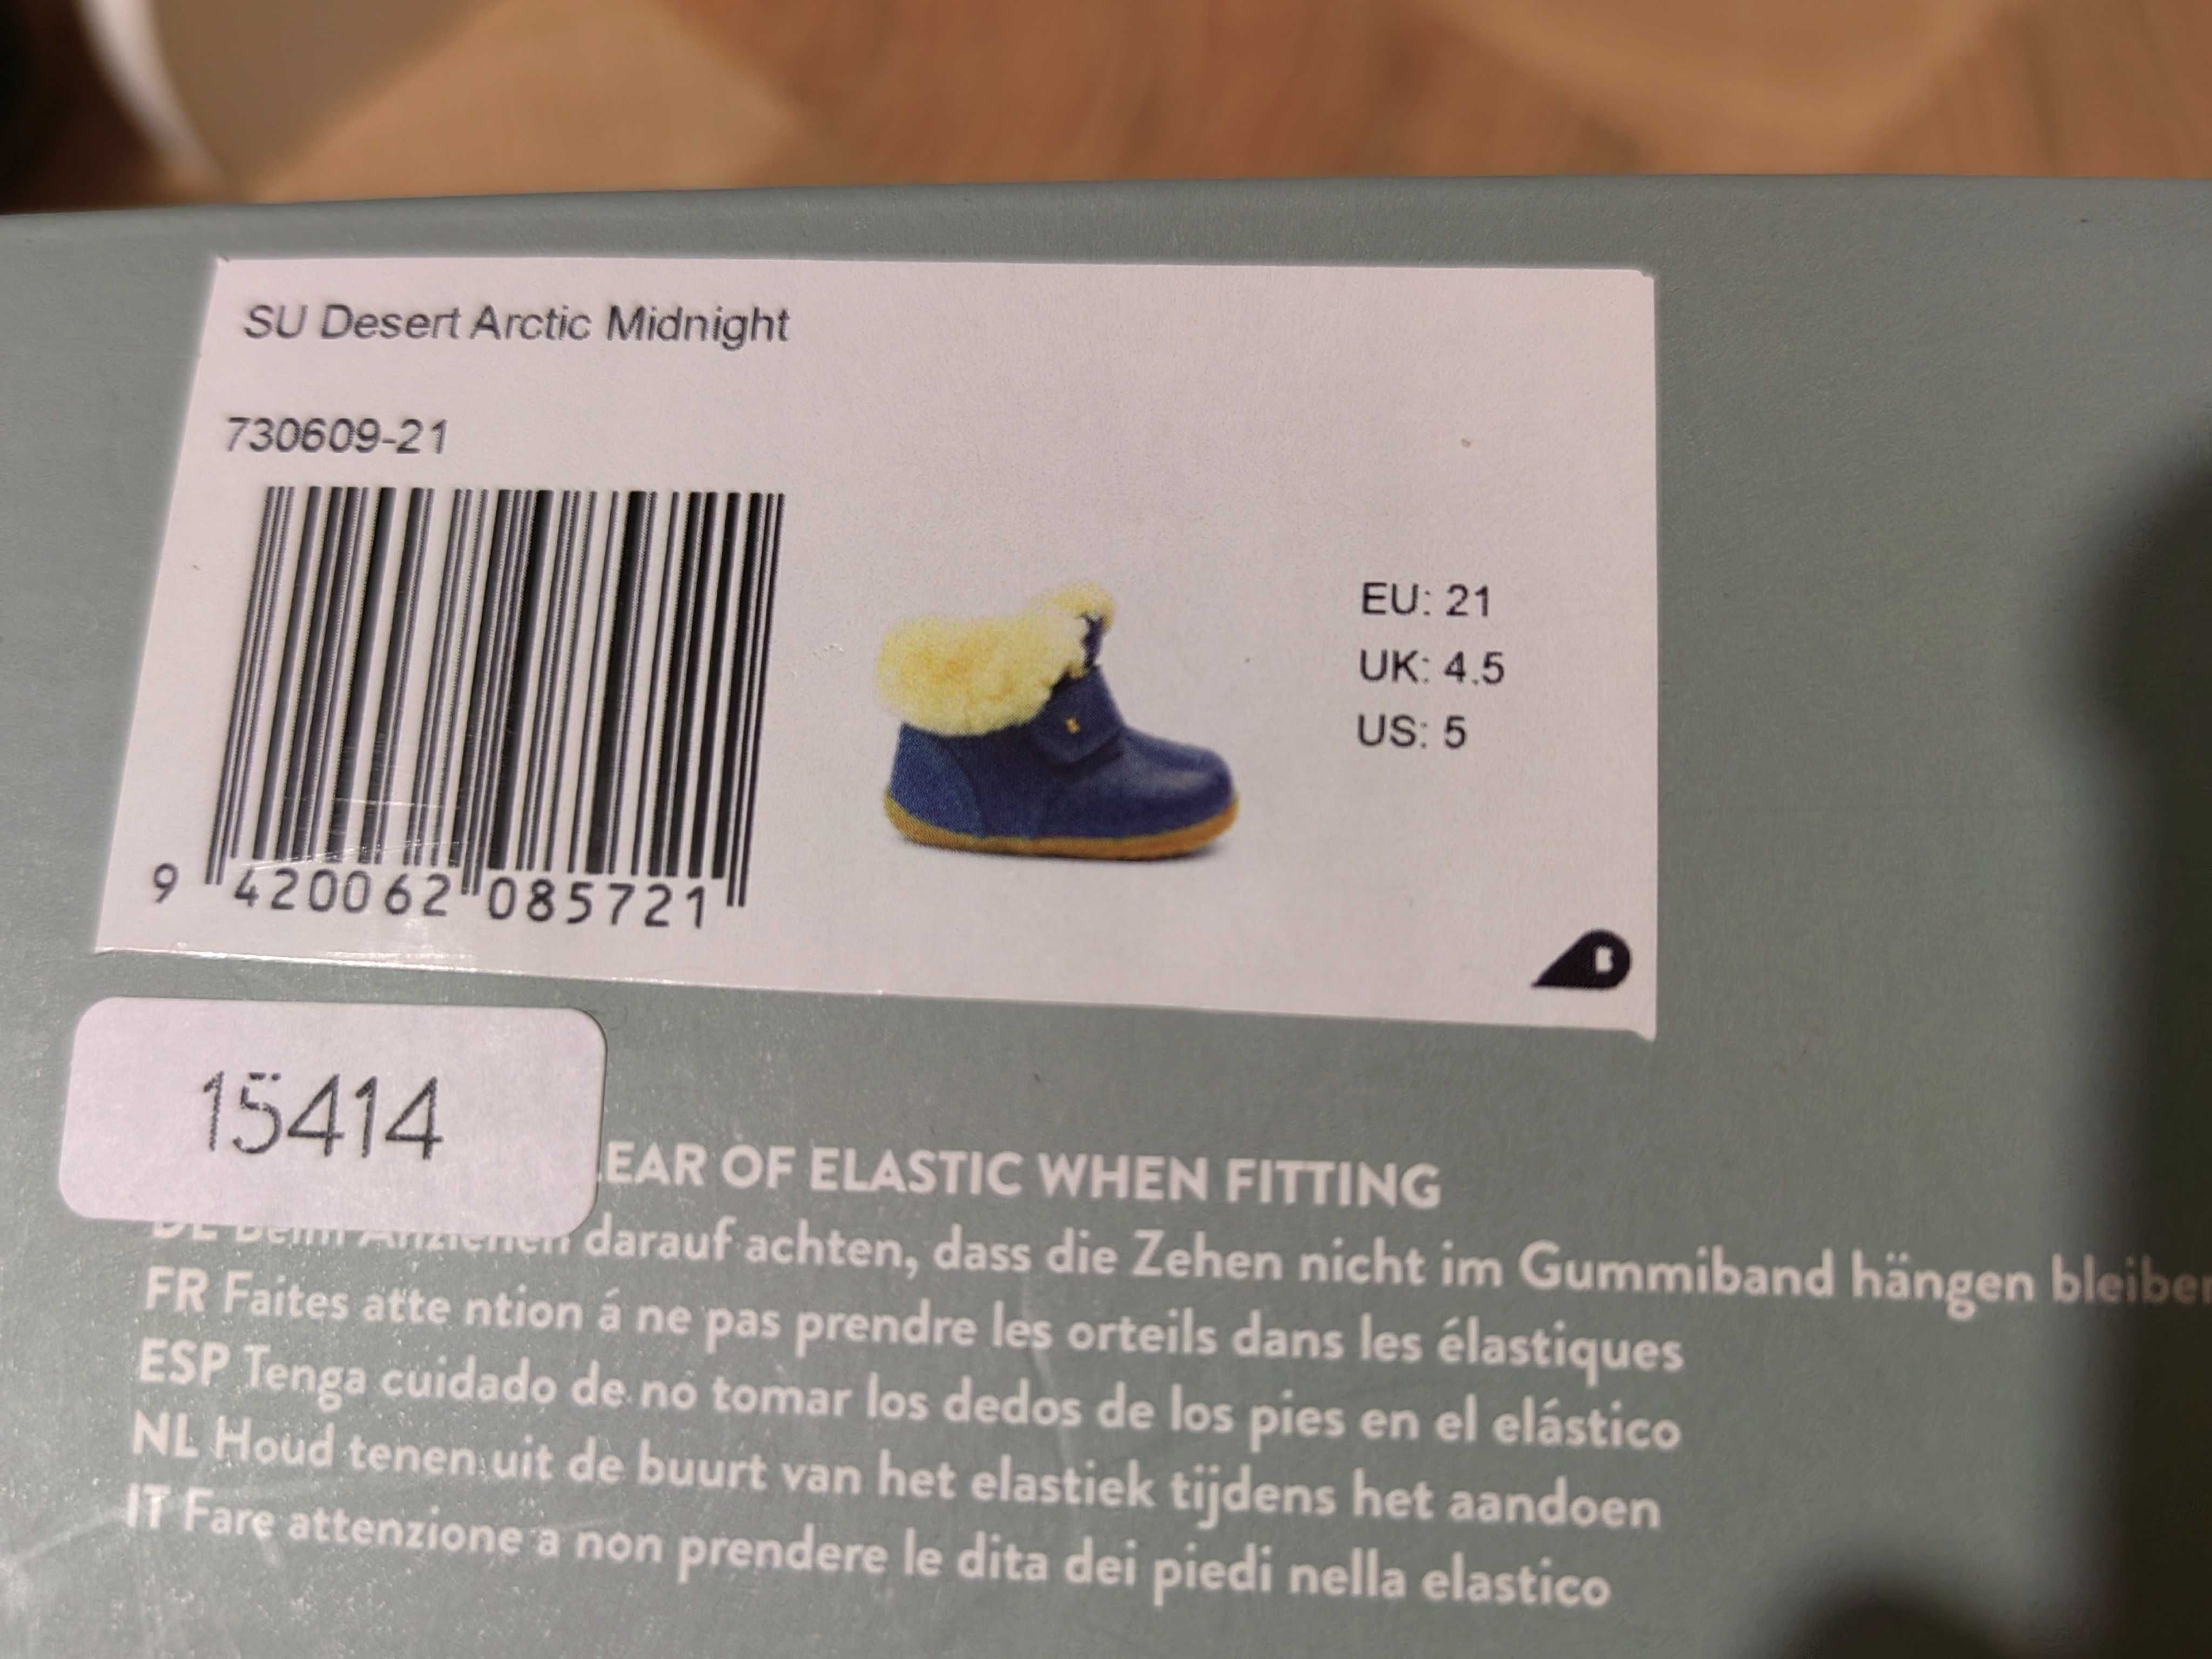 SU Desert Arctic Midnight
730609-21
EU: 21
UK: 4.5
US: 5
9 420062 085721
B
15414
EAR OF ELASTIC WHEN FITTING
DE Beim Anziehen darauf achten, dass die Zehen nicht im Gummiband hängen bleiben
FR Faites atte ntion á ne pas prendre les orteils dans les élastiques
ESP Tenga cuidado de no tomar los dedos de los pies en el elástico
NL Houd tenen uit de buurt van het elastiek tijdens het aandoen
IT Fare attenzione a non prendere le dita dei piedi nella elastico